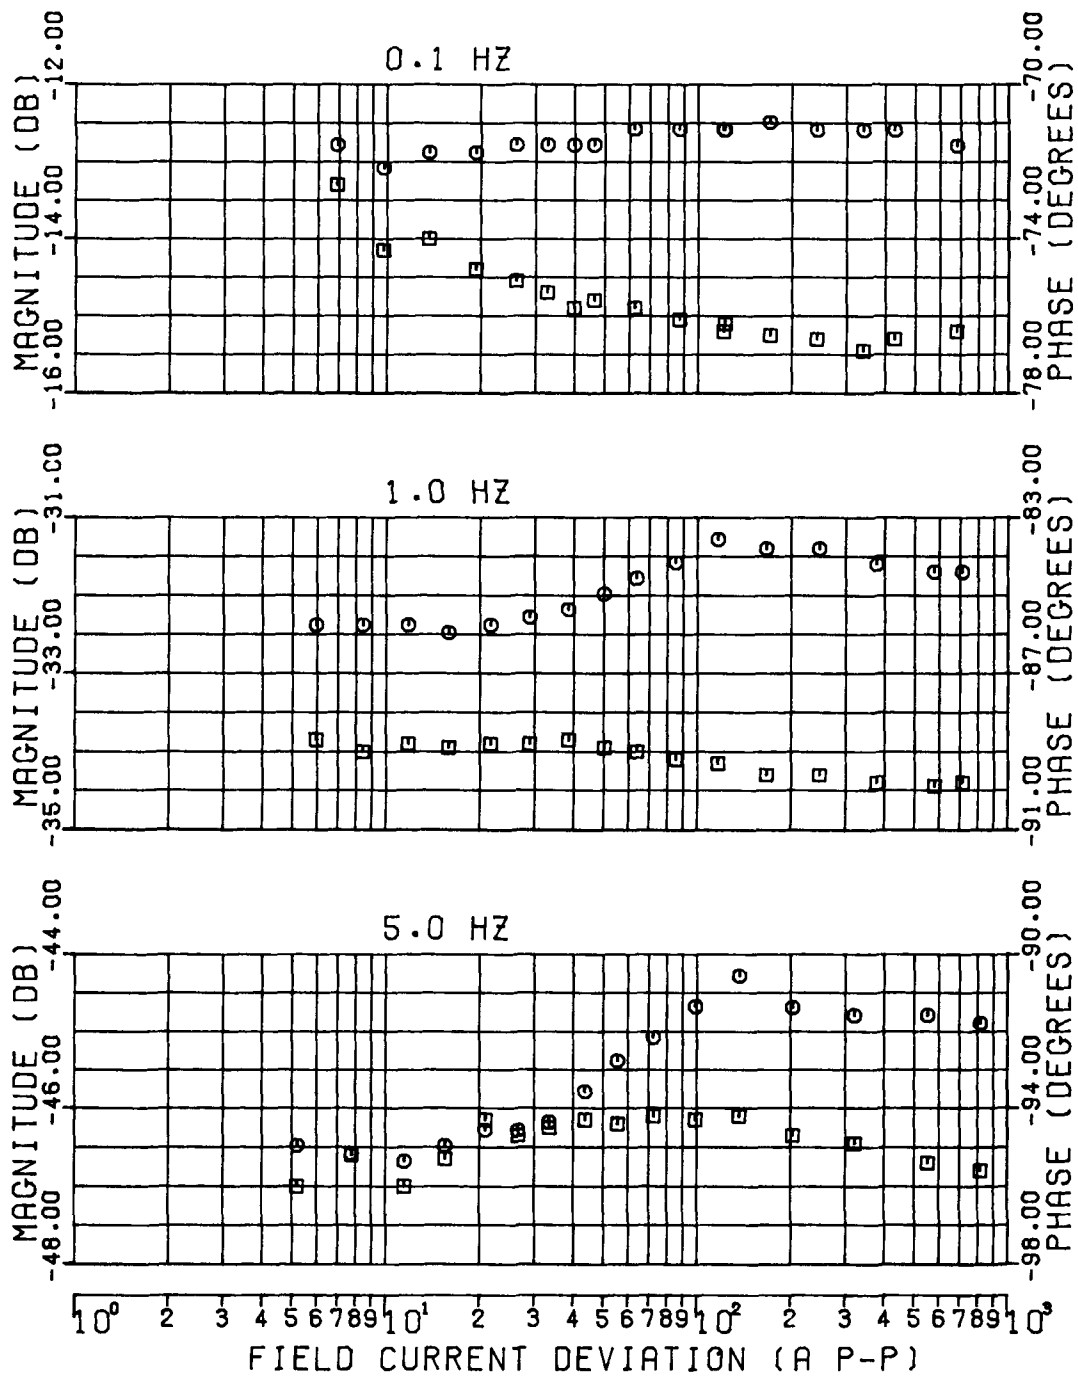 0.1 HZ
MAGNITUDE (DB)
-12.00
-14.00
-16.00
-70.00
-74.00
-78.00
PHASE (DEGREES)
1.0 HZ
MAGNITUDE (DB)
-31.00
-33.00
-35.00
-83.00
-87.00
-91.00
PHASE (DEGREES)
5.0 HZ
MAGNITUDE (DB)
-44.00
-46.00
-48.00
-90.00
-94.00
-98.00
PHASE (DEGREES)
10⁰ 2 3 4 5 6 7 8 9 10¹ 2 3 4 5 6 7 8 9 10² 2 3 4 5 6 7 8 9 10³
FIELD CURRENT DEVIATION (A P-P)